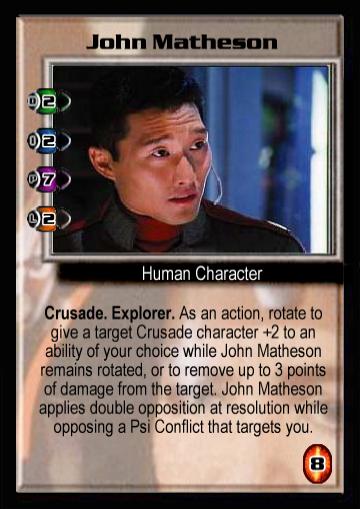 John Matheson
D 2
I 2
P 7
L 2
Human Character
Crusade. Explorer. As an action, rotate to
give a target Crusade character +2 to an
ability of your choice while John Matheson
remains rotated, or to remove up to 3 points
of damage from the target. John Matheson
applies double opposition at resolution while
opposing a Psi Conflict that targets you.
8